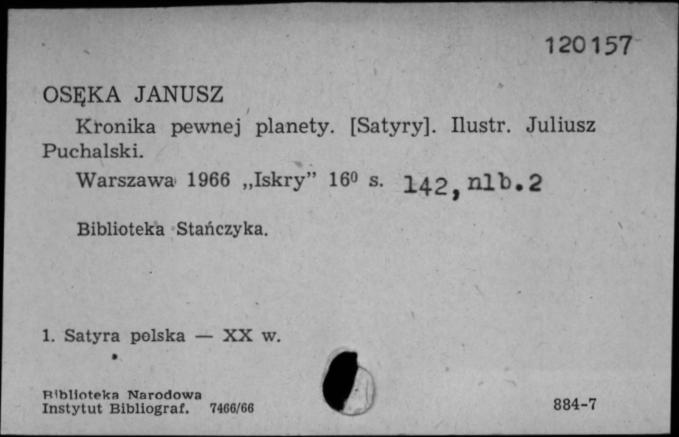 120157
OSĘKA JANUSZ
Kronika pewnej planety. [Satyry]. Ilustr. Juliusz
Puchalski.
Warszawa 1966 „Iskry” 16⁰ s. 142, nlb.2
Biblioteka Stańczyka.
1. Satyra polska — XX w.
Biblioteka Narodowa
Instytut Bibliograf. 7466/66
884-7